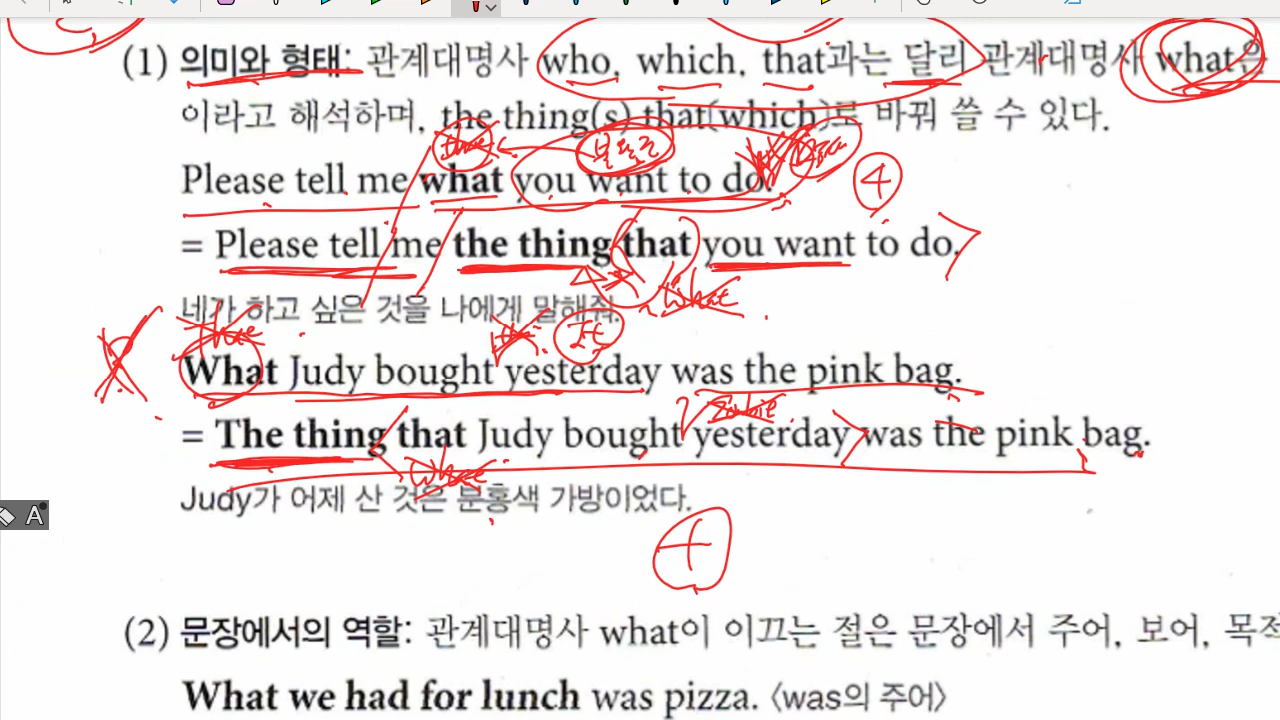 (1) 의미와 형태: 관계대명사 who, which, that과는 달리 관계대명사 what은
이라고 해석하며, the thing(s) that(which)로 바꿔 쓸 수 있다.
불완전
Please tell me what you want to do.
④
= Please tell me the thing that you want to do.
What
네가 하고 싶은 것을 나에게 말해줘.
It
What Judy bought yesterday was the pink bag.
= The thing that Judy bought yesterday was the pink bag.
Judy가 어제 산 것은 분홍색 가방이었다.
A
(2) 문장에서의 역할: 관계대명사 what이 이끄는 절은 문장에서 주어, 보어, 목적
What we had for lunch was pizza. 〈was의 주어〉